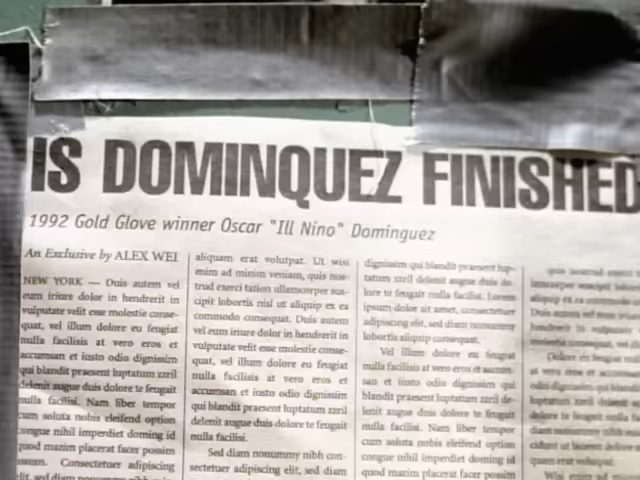 IS DOMINQUEZ FINISHED
1992 Gold Glove winner Oscar "Ill Nino" Dominguez
An Exclusive by ALEX WEI
NEW YORK — Duis autem vel
eum iriure dolor in hendrerit in
vulputate velit esse molestie conse-
quat, vel illum dolore eu feugiat
nulla facilisis at vero eros et
accumsan et iusto odio dignissim
qui blandit praesent luptatum zzril
delenit augue duis dolore te feugait
nulla facilisi. Nam liber tempor
cum soluta nobis eleifend option
congue nihil imperdiet doming id
quod mazim placerat facer possim
assum. Consectetuer adipiscing
elit, sed diam nonummy nibh
aliquam erat volutpat. Ut wisi
enim ad minim veniam, quis nos-
trud exerci tation ullamcorper sus-
cipit lobortis nisl ut aliquip ex ea
commodo consequat. Duis autem
vel eum iriure dolor in hendrerit in
vulputate velit esse molestie conse-
quat, vel illum dolore eu feugiat
nulla facilisis at vero eros et
accumsan et iusto odio dignissim
qui blandit praesent luptatum zzril
delenit augue duis dolore te feugait
nulla facilisi.
Sed diam nonummy nibh con-
sectetuer adipiscing elit, sed diam
dignissim qui blandit praesent lup-
tatum zzril delenit augue duis do-
lore te feugait nulla facilisi. Lorem
ipsum dolor sit amet, consectetuer
adipiscing elit, sed diam nonummy
lobortis aliquip consequat.
Vel illum dolore eu feugiat
nulla facilisis at vero eros et accum-
san et iusto odio dignissim qui
blandit praesent luptatum zzril de-
lenit augue duis dolore te feugait
nulla facilisi. Nam liber tempor
cum soluta nobis eleifend option
congue nihil imperdiet doming id
quod mazim placerat facer possim